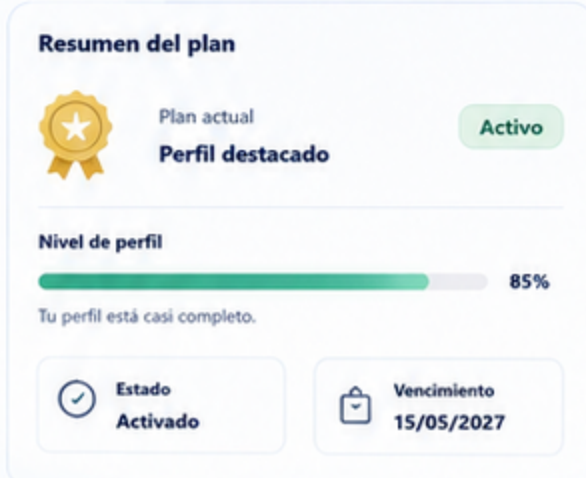 Resumen del plan
Plan actual
Activo
Perfil destacado
Nivel de perfil
85%
Tu perfil está casi completo.
Estado
Activado
Vencimiento
15/05/2027